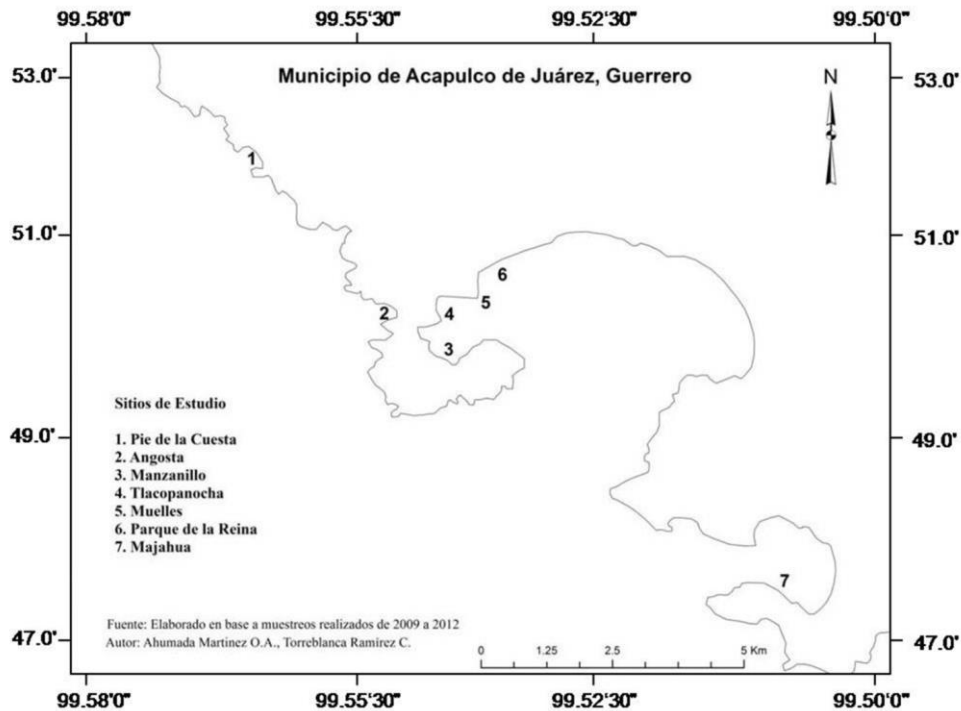 99.58'0" 99.55'30" 99.52'30" 99.50'0"
Municipio de Acapulco de Juárez, Guerrero
N
53.0' 53.0'
1
51.0' 51.0'
6
5
2 4
3
Sitios de Estudio
49.0' 49.0'
1. Pie de la Cuesta
2. Angosta
3. Manzanillo
4. Tlacopanocha
5. Muelles
6. Parque de la Reina
7. Majahua
7
Fuente: Elaborado en base a muestreos realizados de 2009 a 2012
47.0' 47.0'
Autor: Ahumada Martínez O.A., Torreblanca Ramírez C.
0 1.25 2.5 5 Km
99.58'0" 99.55'30" 99.52'30" 99.50'0"